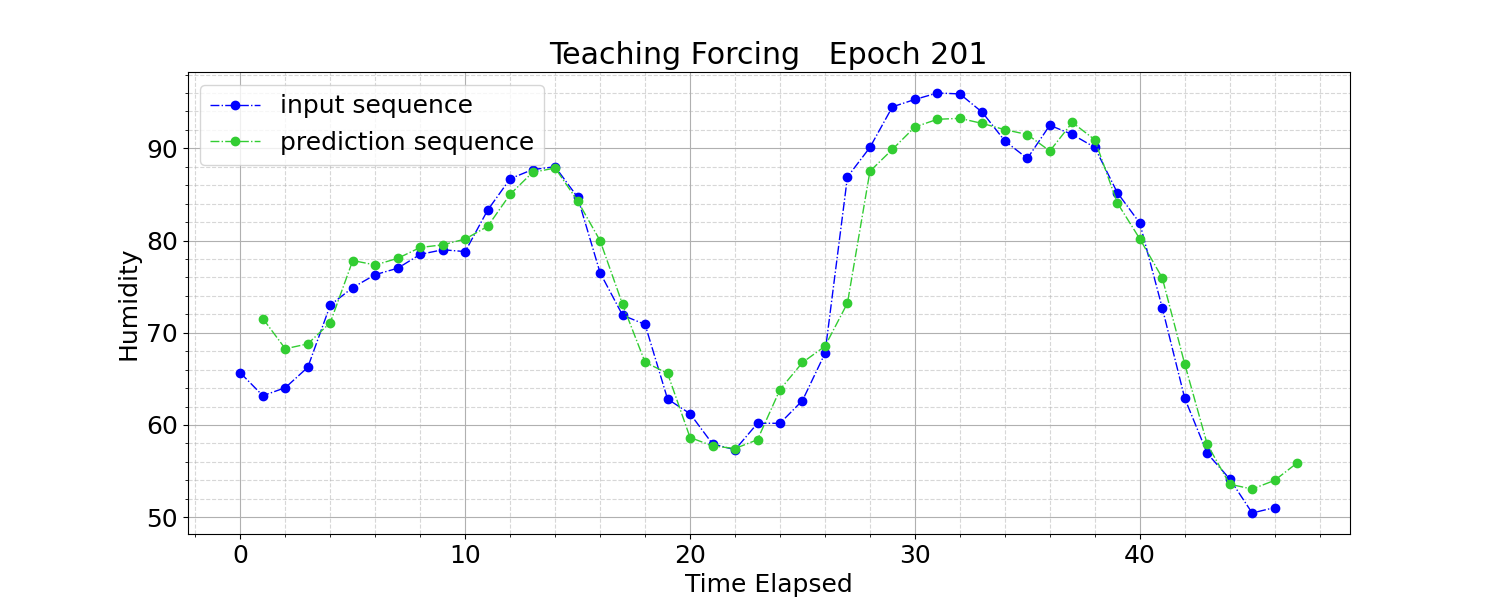 Teaching Forcing   Epoch 201
input sequence
prediction sequence
Humidity
90
80
70
60
50
0 10 20 30 40
Time Elapsed